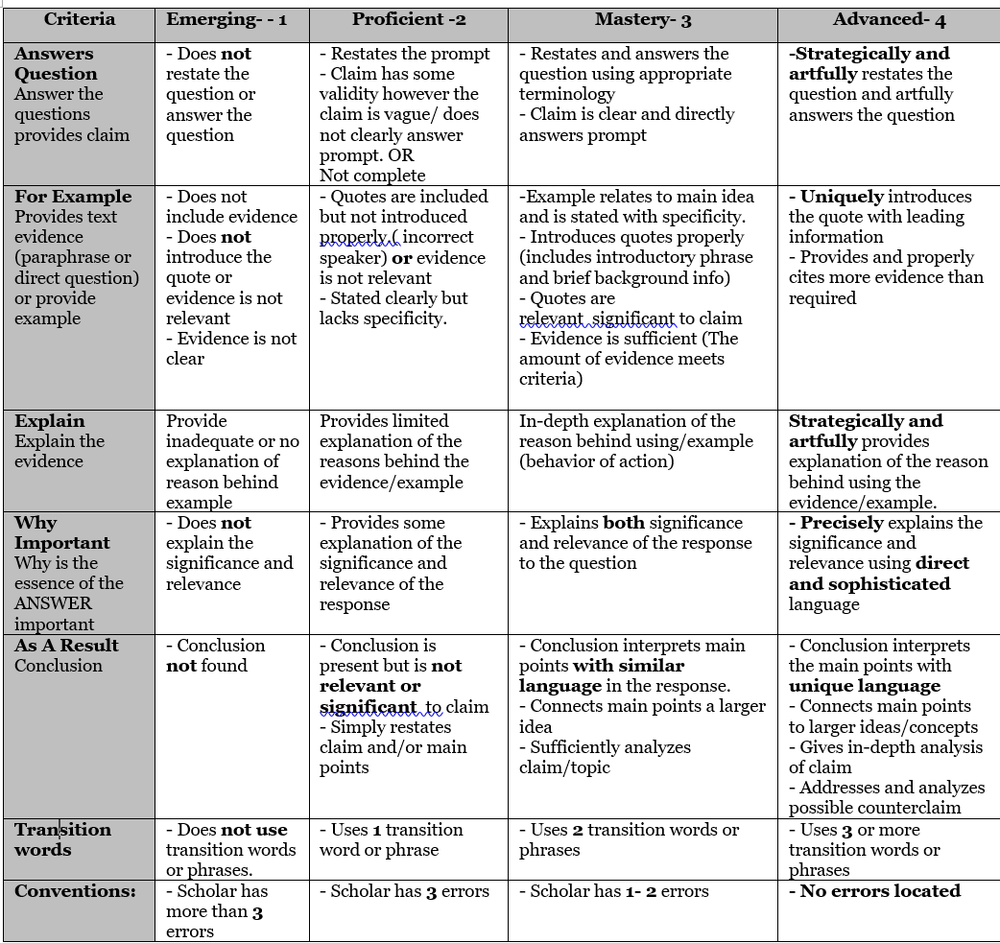 Criteria
Emerging- - 1
Proficient -2
Mastery- 3
Advanced- 4
Answers
Question
Answer the
questions
provides claim
- Does not
restate the
question or
answer the
question
- Restates the prompt
- Claim has some
validity however the
claim is vague/ does
not clearly answer
prompt. OR
Not complete
- Restates and answers the
question using appropriate
terminology
- Claim is clear and directly
answers prompt
-Strategically and
artfully restates the
question and artfully
answers the question
For Example
Provides text
evidence
(paraphrase or
direct question)
or provide
example
- Does not
include evidence
- Does not
introduce the
quote or
evidence is not
relevant
- Evidence is not
clear
- Quotes are included
but not introduced
properly,( incorrect
speaker) or evidence
is not relevant
- Stated clearly but
lacks specificity.
-Example relates to main idea
and is stated with specificity.
- Introduces quotes properly
(includes introductory phrase
and brief background info)
- Quotes are
relevant significant to claim
- Evidence is sufficient (The
amount of evidence meets
criteria)
- Uniquely introduces
the quote with leading
information
- Provides and properly
cites more evidence than
required
Explain
Explain the
evidence
Provide
inadequate or no
explanation of
reason behind
example
Provides limited
explanation of the
reasons behind the
evidence/example
In-depth explanation of the
reason behind using/example
(behavior of action)
Strategically and
artfully provides
explanation of the reason
behind using the
evidence/example.
Why
Important
Why is the
essence of the
ANSWER
important
- Does not
explain the
significance and
relevance
- Provides some
explanation of the
significance and
relevance of the
response
- Explains both significance
and relevance of the response
to the question
- Precisely explains the
significance and
relevance using direct
and sophisticated
language
As A Result
Conclusion
- Conclusion
not found
- Conclusion is
present but is not
relevant or
significant to claim
- Simply restates
claim and/or main
points
- Conclusion interprets main
points with similar
language in the response.
- Connects main points a larger
idea
- Sufficiently analyzes
claim/topic
- Conclusion interprets
the main points with
unique language
- Connects main points
to larger ideas/concepts
- Gives in-depth analysis
of claim
- Addresses and analyzes
possible counterclaim
Transition
words
- Does not use
transition words
or phrases.
- Uses 1 transition
word or phrase
- Uses 2 transition words or
phrases
- Uses 3 or more
transition words or
phrases
Conventions:
- Scholar has
more than 3
errors
- Scholar has 3 errors
- Scholar has 1- 2 errors
- No errors located